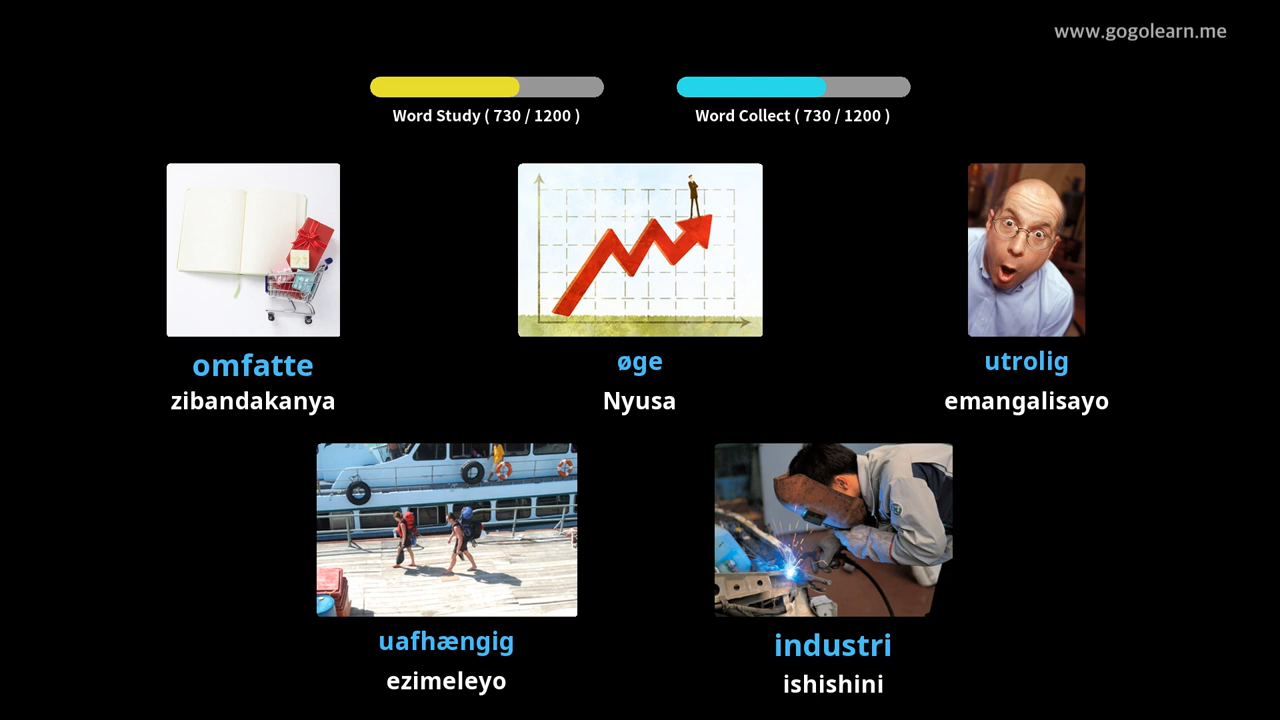 www.gogolearn.me
Word Study ( 730 / 1200 )
Word Collect ( 730 / 1200 )
omfatte
zibandakanya
øge
Nyusa
utrolig
emangalisayo
uafhængig
ezimeleyo
industri
ishishini